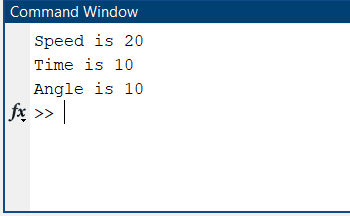 Command Window
Speed is 20
Time is 10
Angle is 10
fx >>